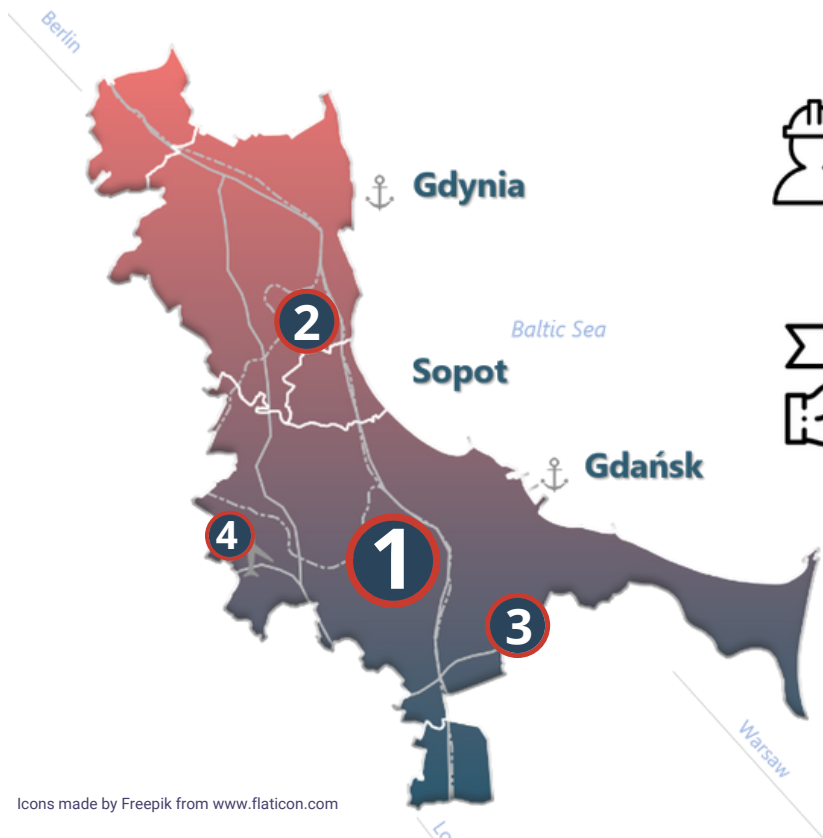 Berlin
Gdynia
2
Baltic Sea
Sopot
Gdańsk
4
1
3
Warsaw
Icons made by Freepik from www.flaticon.com